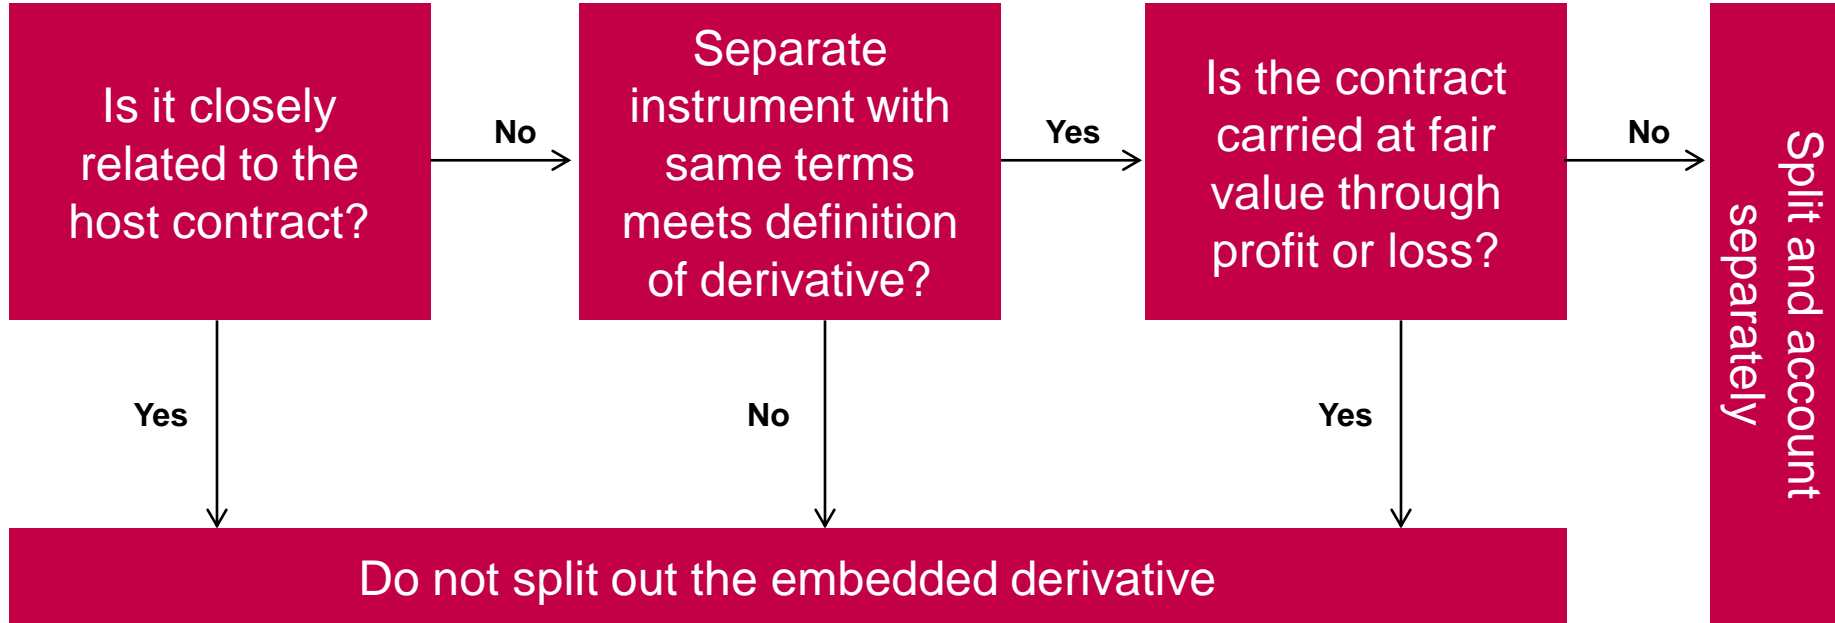 Is it closely
related to the
host contract?
No
Separate
instrument with
same terms
meets definition
of derivative?
Yes
Is the contract
carried at fair
value through
profit or loss?
No
Split and account
separately
Yes
No
Yes
Do not split out the embedded derivative